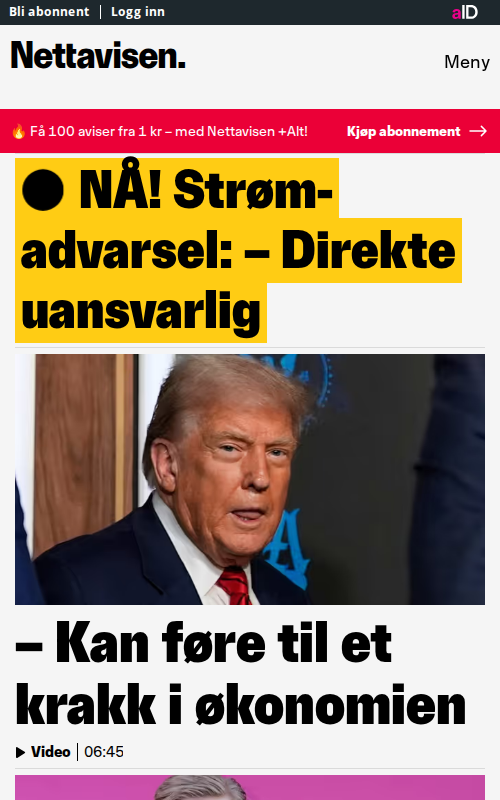 Bli abonnent | Logg inn
aID
Nettavisen.
Meny
🔥 Få 100 aviser fra 1 kr – med Nettavisen +Alt!
Kjøp abonnement →
● NÅ! Strøm-
advarsel: – Direkte
uansvarlig
– Kan føre til et
krakk i økonomien
Video | 06:45